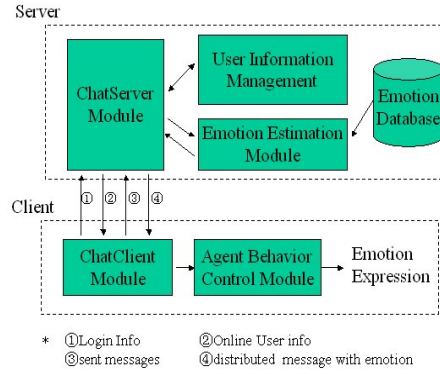 Server
ChatServer
Module
User Information
Management
Emotion Estimation
Module
Emotion
Database
① ② ③ ④
Client
ChatClient
Module
Agent Behavior
Control Module
Emotion
Expression
* ①Login Info ②Online User info
③sent messages ④distributed message with emotion